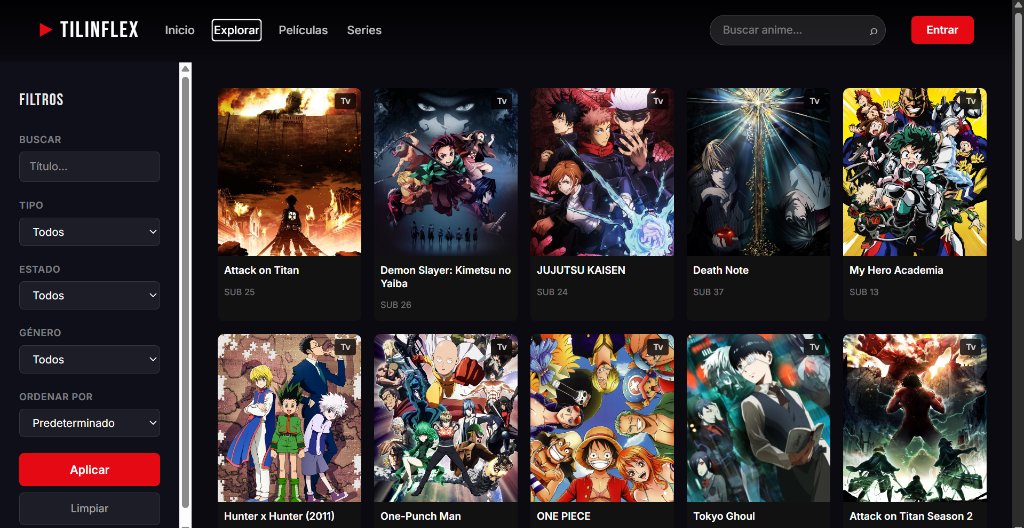 TILINFLEX
Inicio
Explorar
Películas
Series
Buscar anime...
Entrar
FILTROS
BUSCAR
Título...
TIPO
Todos
ESTADO
Todos
GÉNERO
Todos
ORDENAR POR
Predeterminado
Aplicar
Limpiar
Tv
Attack on Titan
SUB 25
Tv
Demon Slayer: Kimetsu no
Yaiba
SUB 26
Tv
JUJUTSU KAISEN
SUB 24
Tv
Death Note
SUB 37
Tv
My Hero Academia
SUB 13
Tv
Hunter x Hunter (2011)
Tv
One-Punch Man
Tv
ONE PIECE
Tv
Tokyo Ghoul
Tv
Attack on Titan Season 2